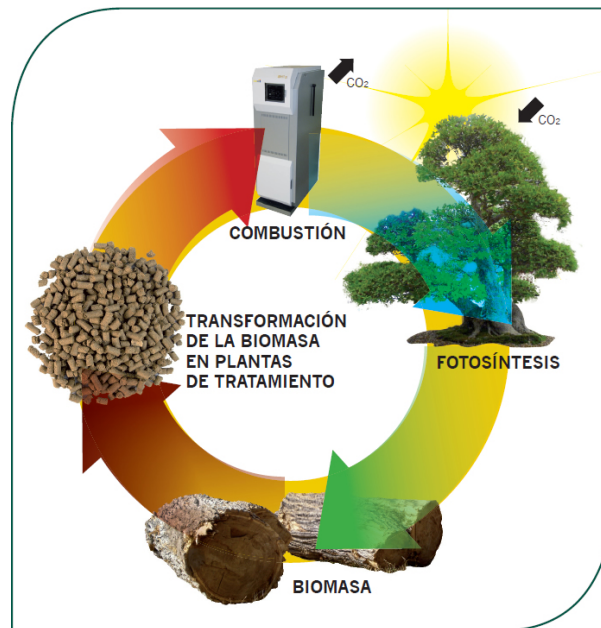 CO₂
CO₂
COMBUSTIÓN
FOTOSÍNTESIS
TRANSFORMACIÓN
DE LA BIOMASA
EN PLANTAS
DE TRATAMIENTO
BIOMASA